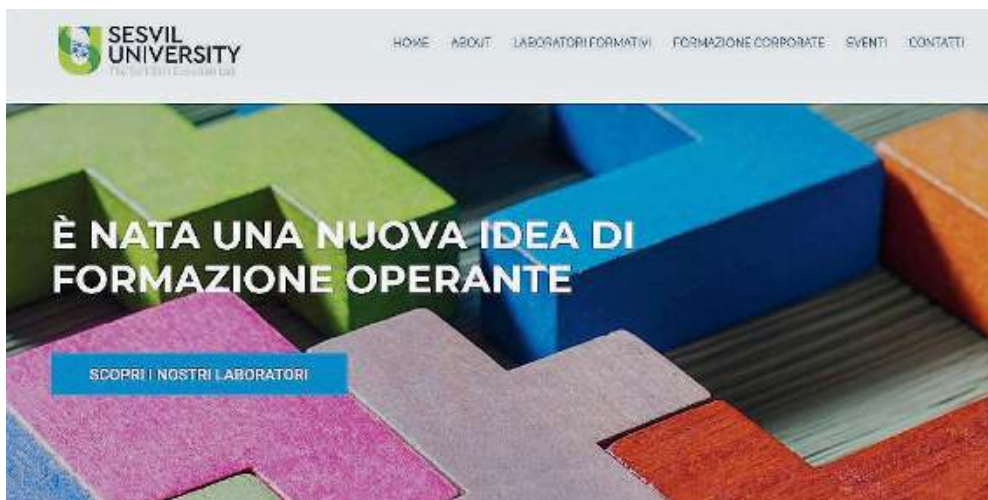 SESVIL
UNIVERSITY
HOME ABOUT LABORATORI FORMATIVI FORMAZIONE CORPORATE EVENTI CONTATTI
È NATA UNA NUOVA IDEA DI
FORMAZIONE OPERANTE
SCOPRI I NOSTRI LABORATORI